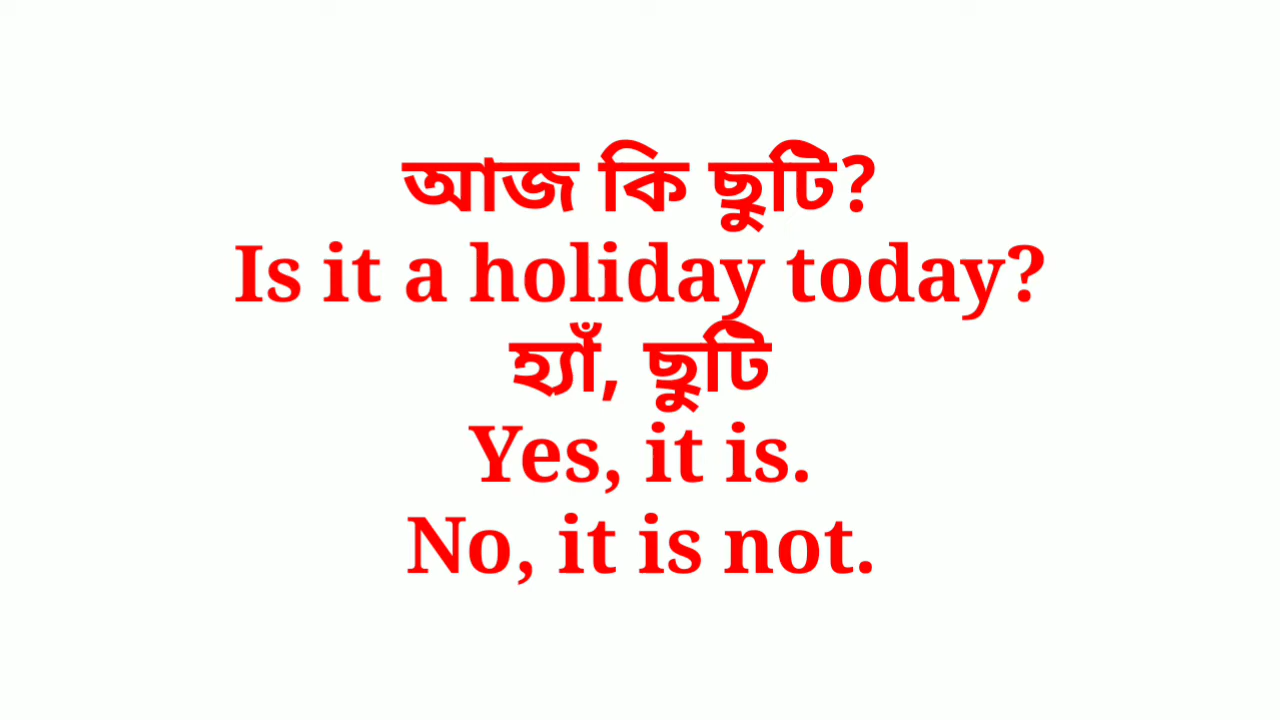 আজ কি ছুটি?
Is it a holiday today?
হ্যাঁ, ছুটি
Yes, it is.
No, it is not.